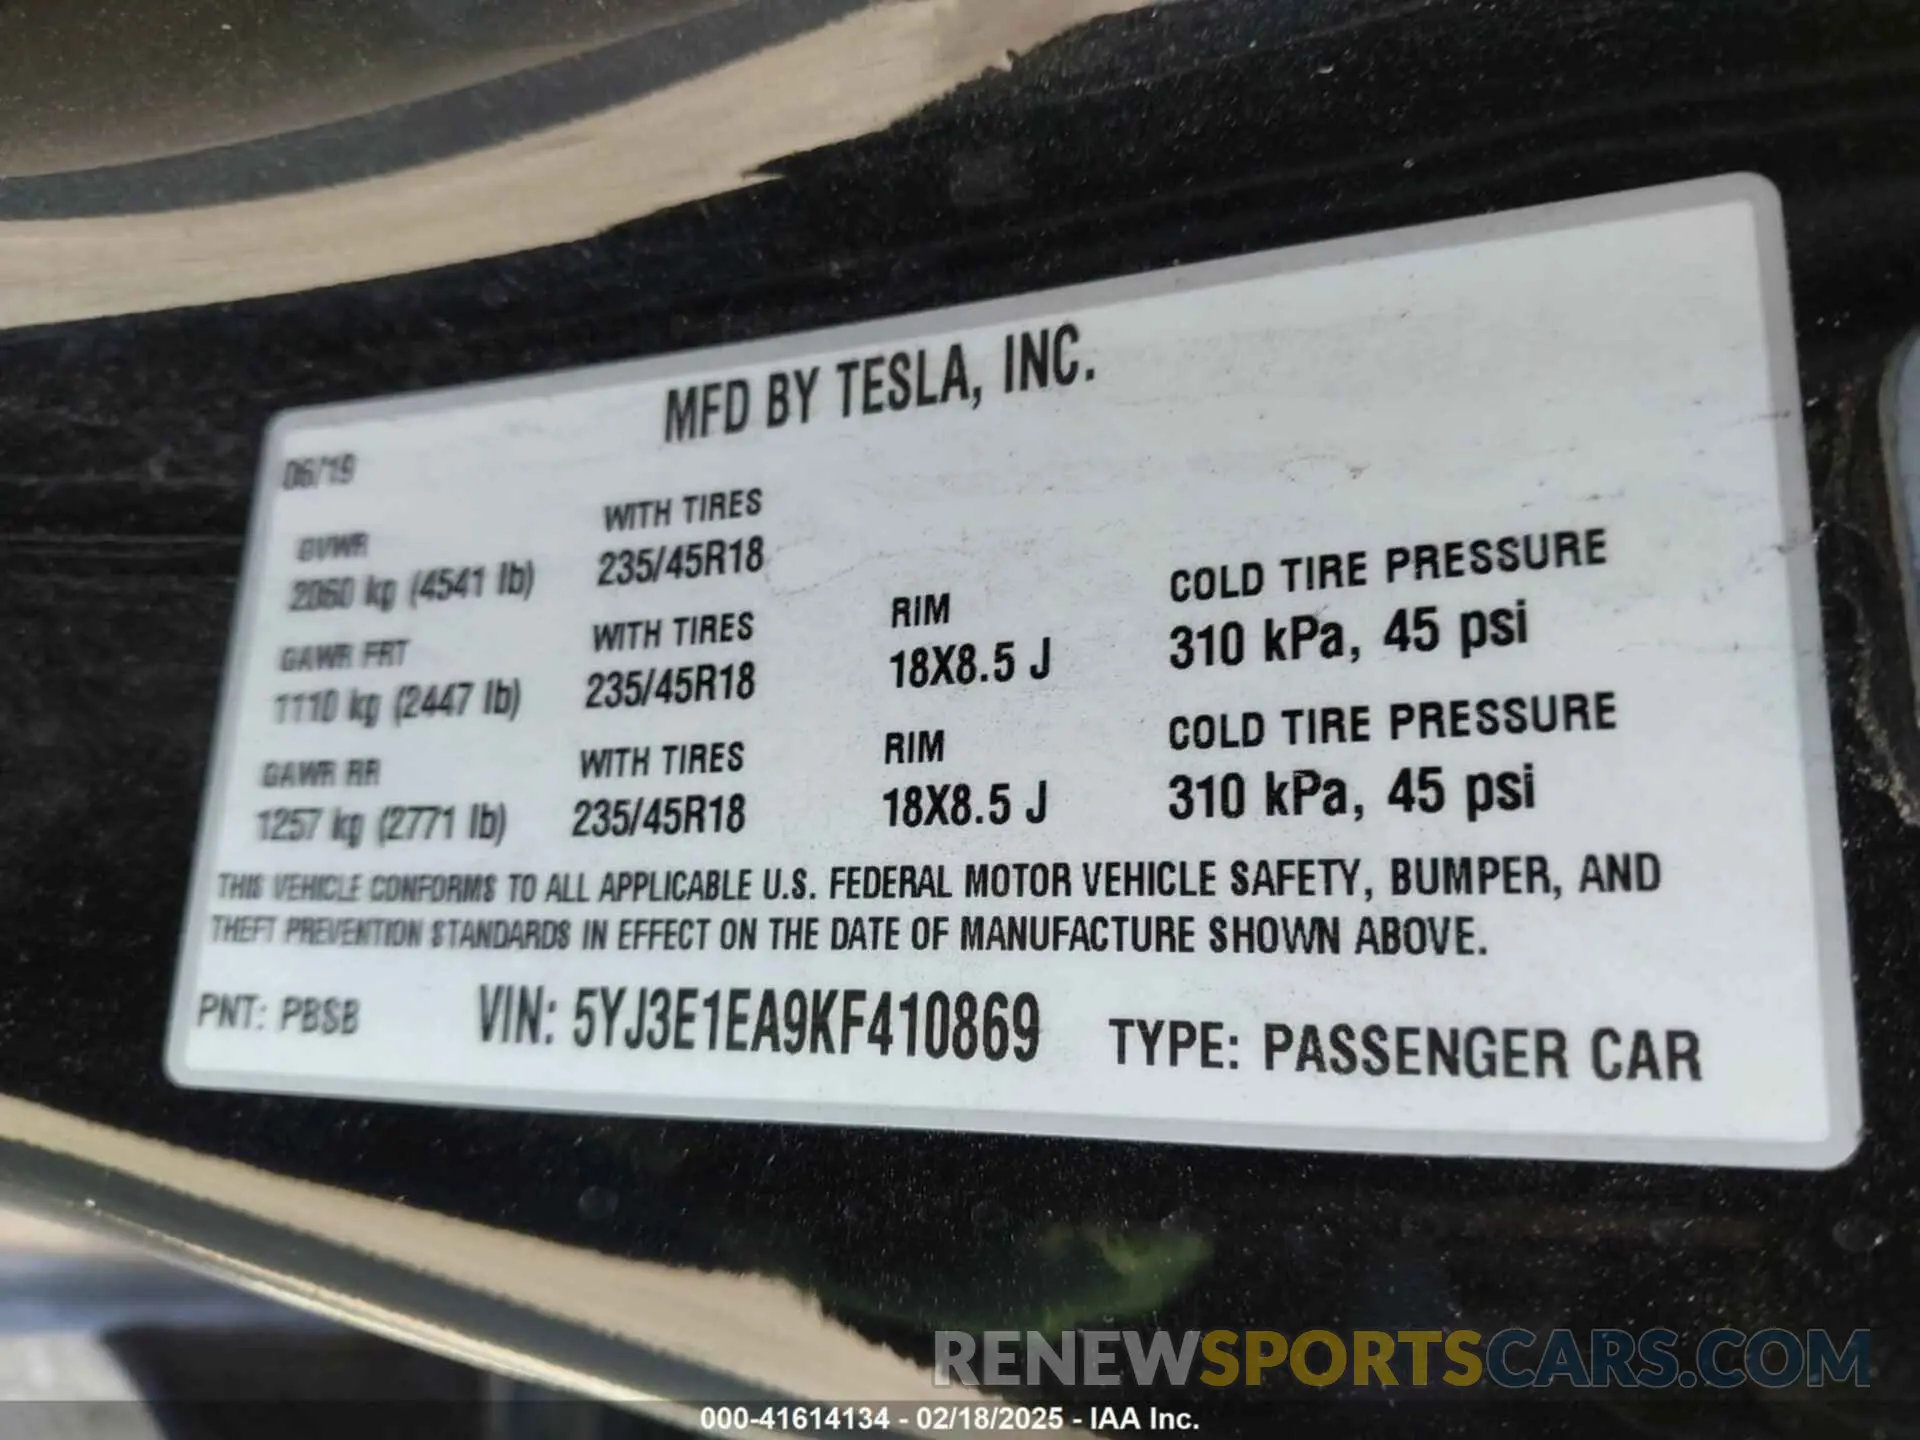 MFD BY TESLA, INC.
06/19
GVWR WITH TIRES
2060 kg (4541 lb) 235/45R18
GAWR FRT WITH TIRES RIM COLD TIRE PRESSURE
1110 kg (2447 lb) 235/45R18 18X8.5 J 310 kPa, 45 psi
GAWR RR WITH TIRES RIM COLD TIRE PRESSURE
1257 kg (2771 lb) 235/45R18 18X8.5 J 310 kPa, 45 psi
THIS VEHICLE CONFORMS TO ALL APPLICABLE U.S. FEDERAL MOTOR VEHICLE SAFETY, BUMPER, AND
THEFT PREVENTION STANDARDS IN EFFECT ON THE DATE OF MANUFACTURE SHOWN ABOVE.
PNT: PBSB VIN: 5YJ3E1EA9KF410869 TYPE: PASSENGER CAR
RENEWSPORTSCARS.COM
000-41614134 - 02/18/2025 - IAA Inc.